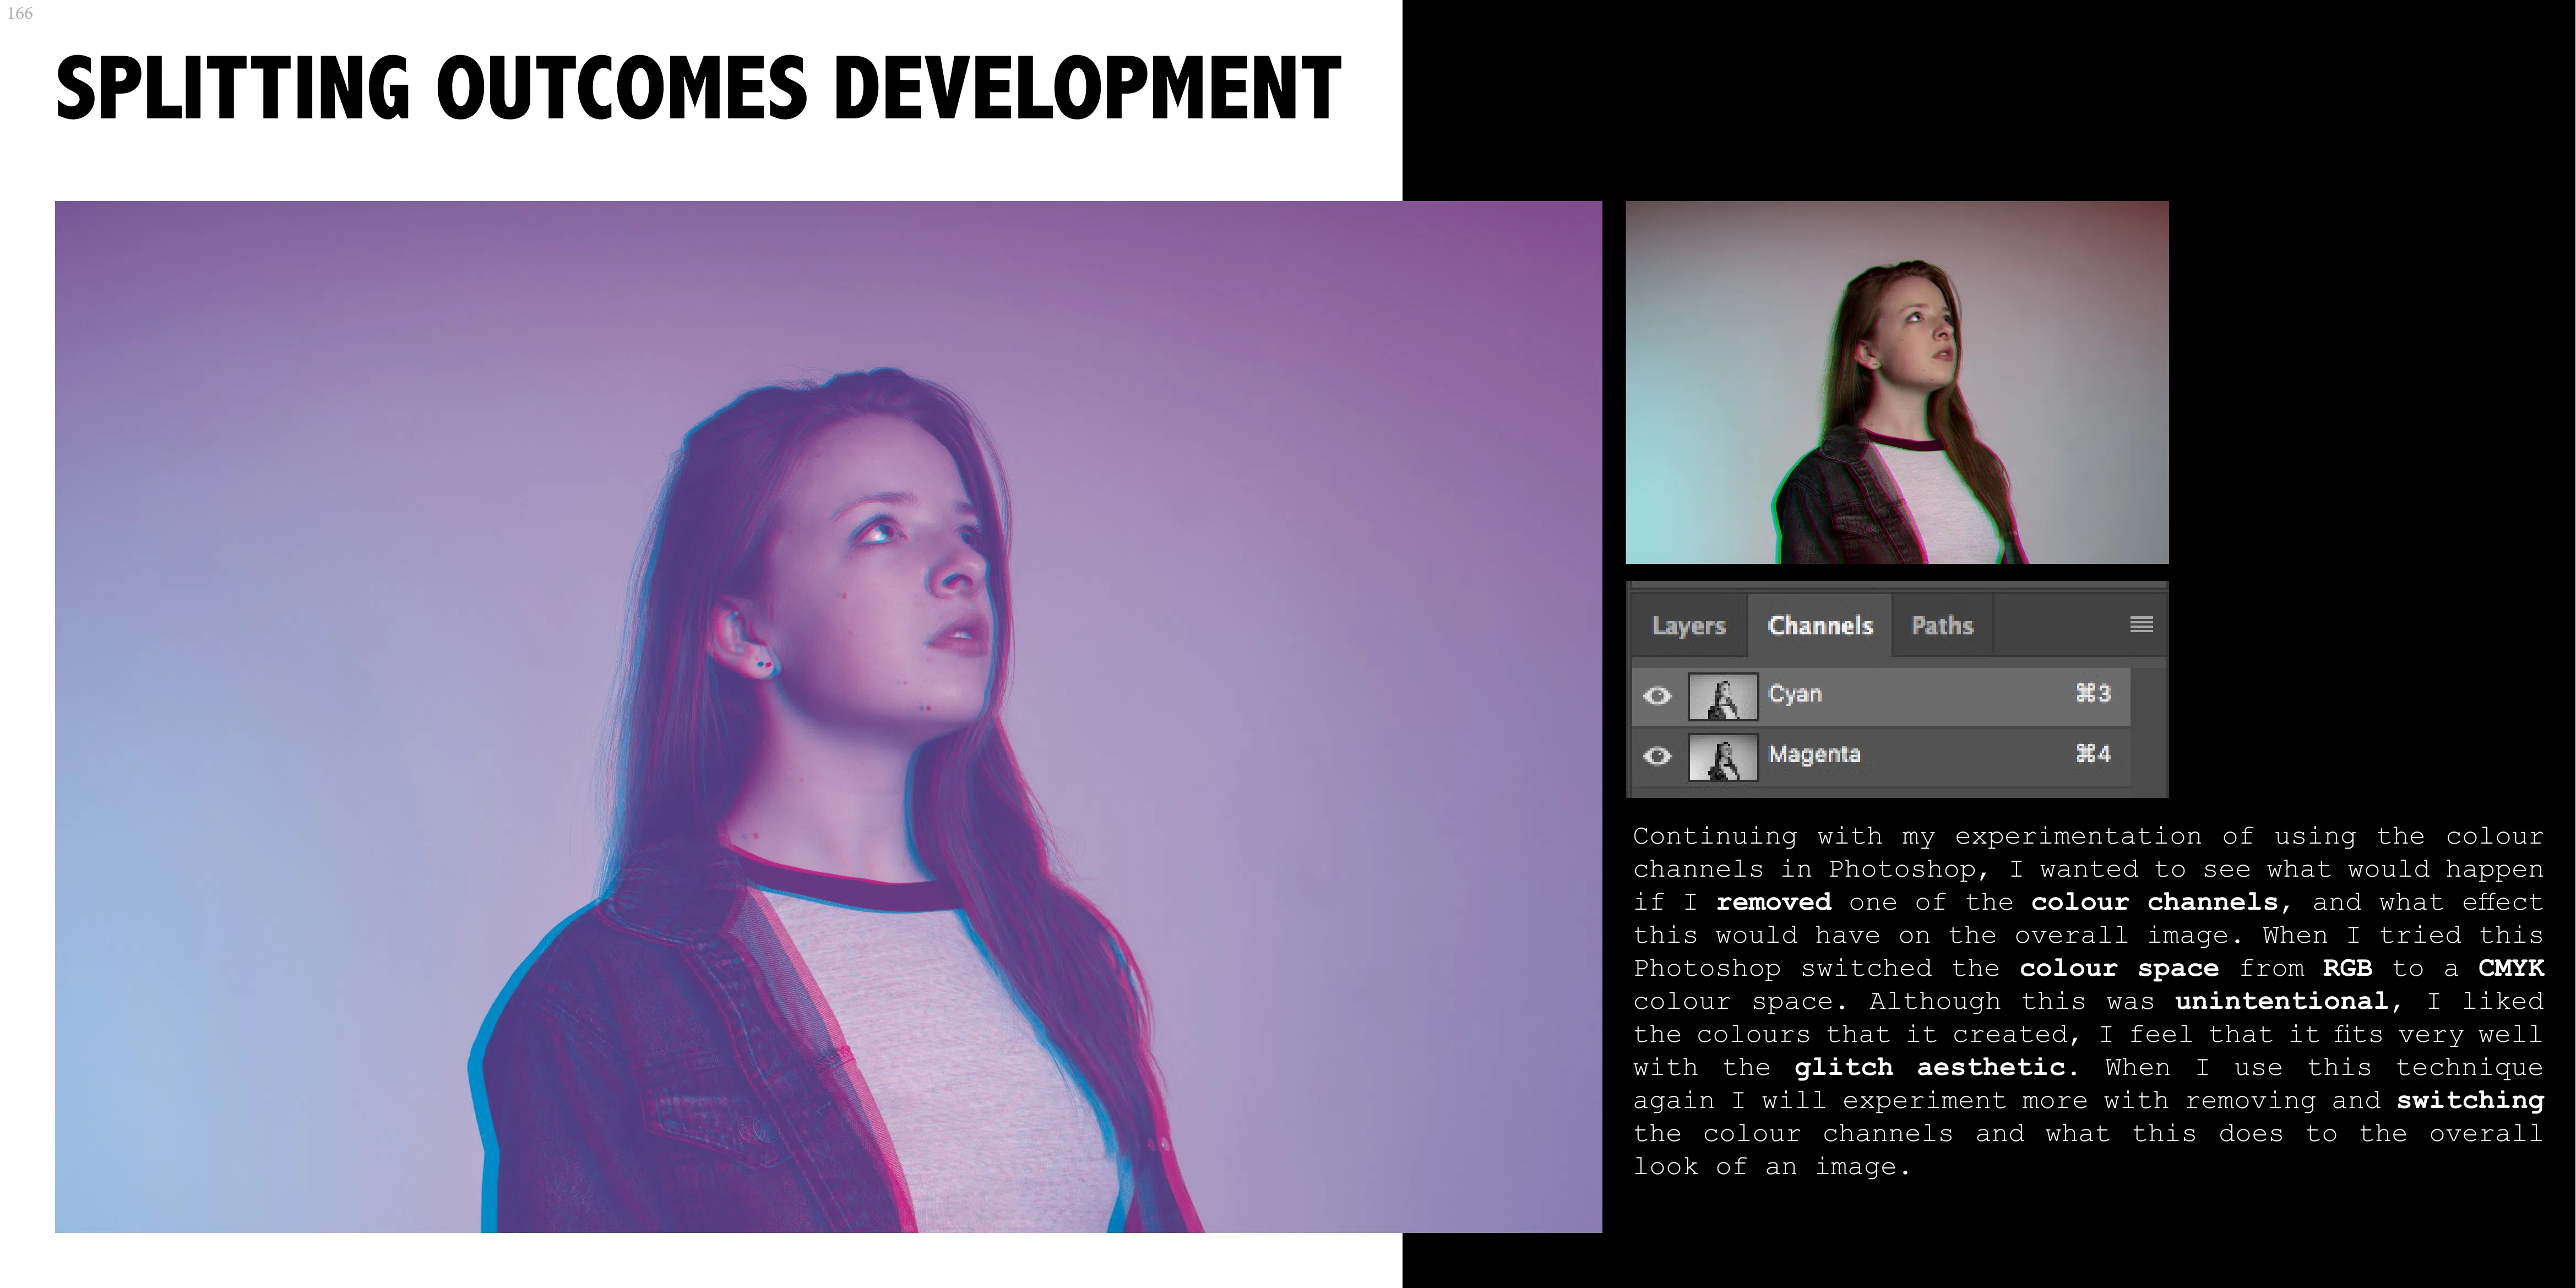 166
SPLITTING OUTCOMES DEVELOPMENT
Layers Channels Paths
Cyan ⌘3
Magenta ⌘4
Continuing with my experimentation of using the colour
channels in Photoshop, I wanted to see what would happen
if I removed one of the colour channels, and what effect
this would have on the overall image. When I tried this
Photoshop switched the colour space from RGB to a CMYK
colour space. Although this was unintentional, I liked
the colours that it created, I feel that it fits very well
with the glitch aesthetic. When I use this technique
again I will experiment more with removing and switching
the colour channels and what this does to the overall
look of an image.